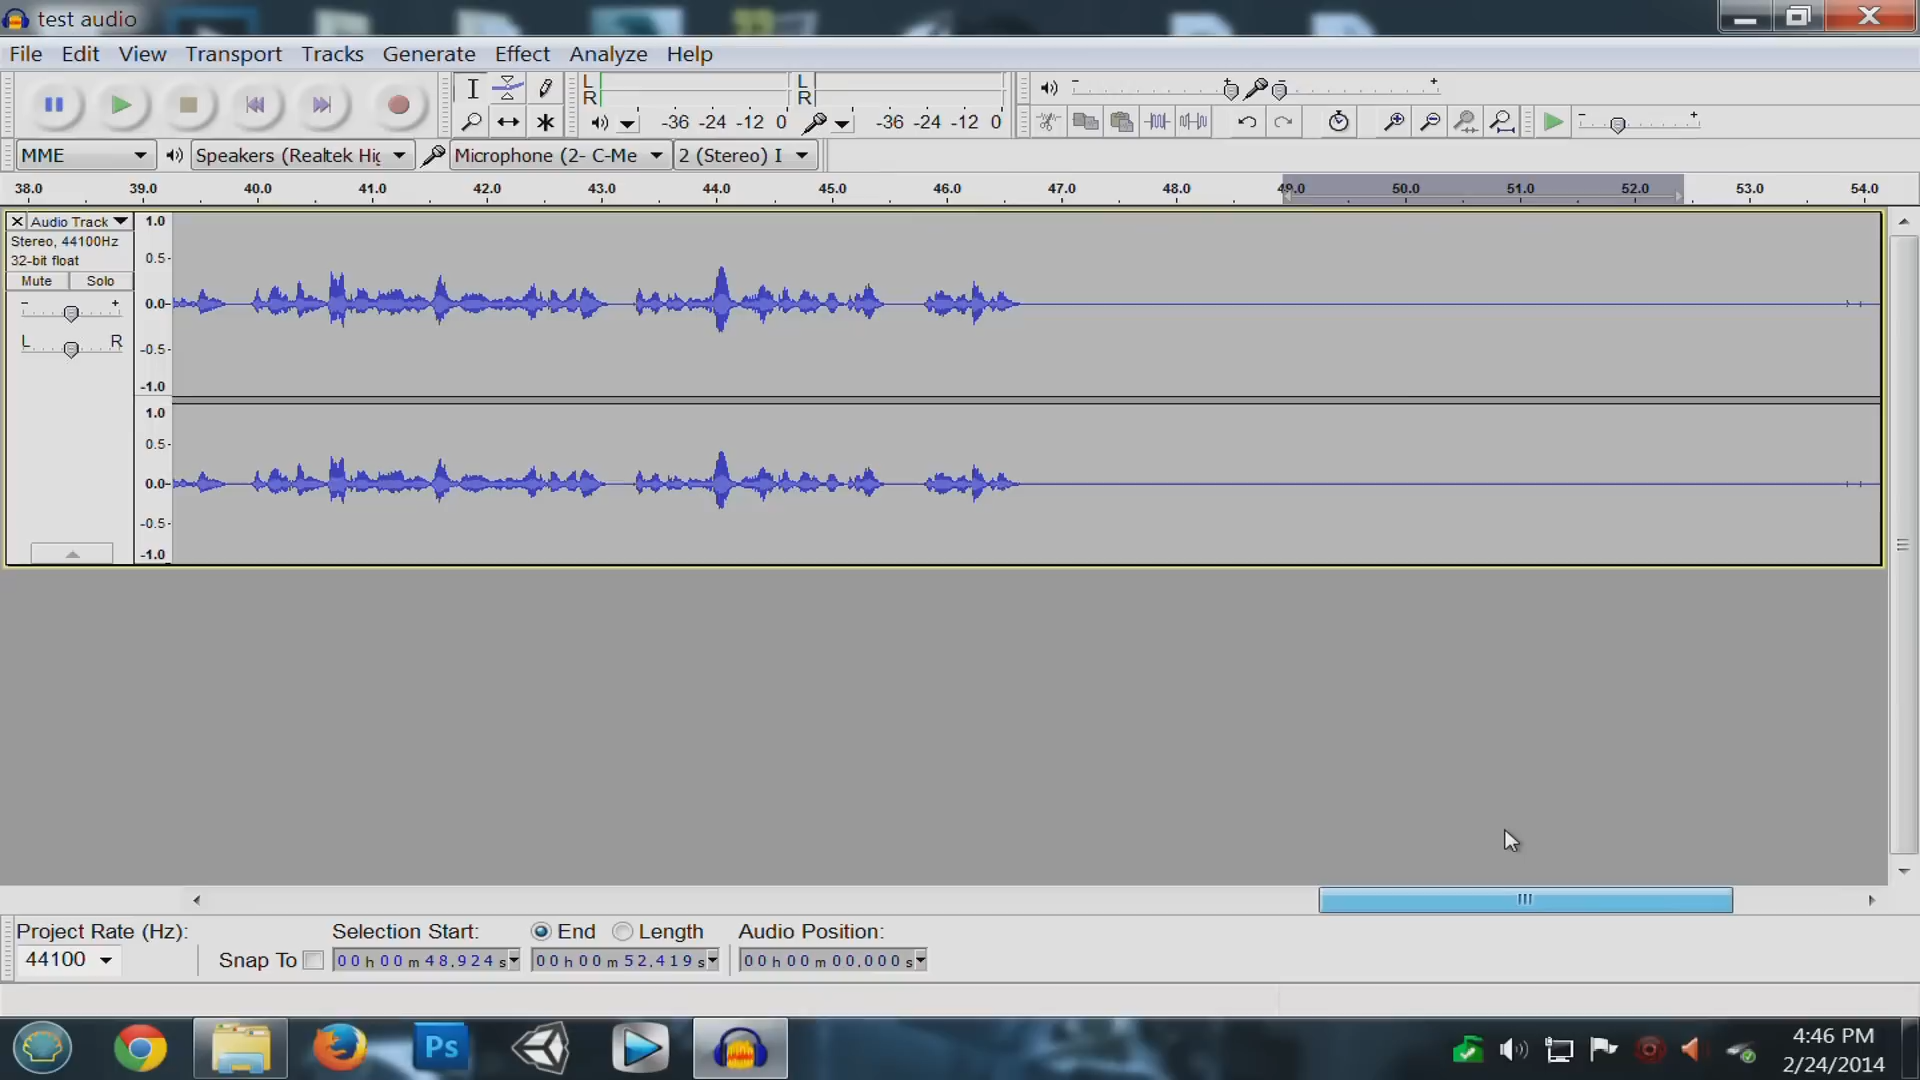 test audio
File Edit View Transport Tracks Generate Effect Analyze Help
L
R
-36 -24 -12 0
L
R
-36 -24 -12 0
- +
- +
- +
MME
Speakers (Realtek Hig
Microphone (2- C-Me
2 (Stereo) I
38.0 39.0 40.0 41.0 42.0 43.0 44.0 45.0 46.0 47.0 48.0 49.0 50.0 51.0 52.0 53.0 54.0
Audio Track
Stereo, 44100Hz
32-bit float
Mute Solo
- +
L R
1.0
0.5
0.0
-0.5
-1.0
1.0
0.5
0.0
-0.5
-1.0
Project Rate (Hz):
44100
Snap To
Selection Start:
00 h 00 m 48.924 s
End Length
00 h 00 m 52.419 s
Audio Position:
00 h 00 m 00.000 s
Ps
4:46 PM
2/24/2014